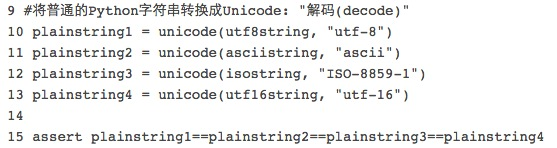 9 #将普通的Python字符串转换成Unicode："解码(decode)"
10 plainstring1 = unicode(utf8string, "utf-8")
11 plainstring2 = unicode(asciistring, "ascii")
12 plainstring3 = unicode(isostring, "ISO-8859-1")
13 plainstring4 = unicode(utf16string, "utf-16")
14
15 assert plainstring1==plainstring2==plainstring3==plainstring4